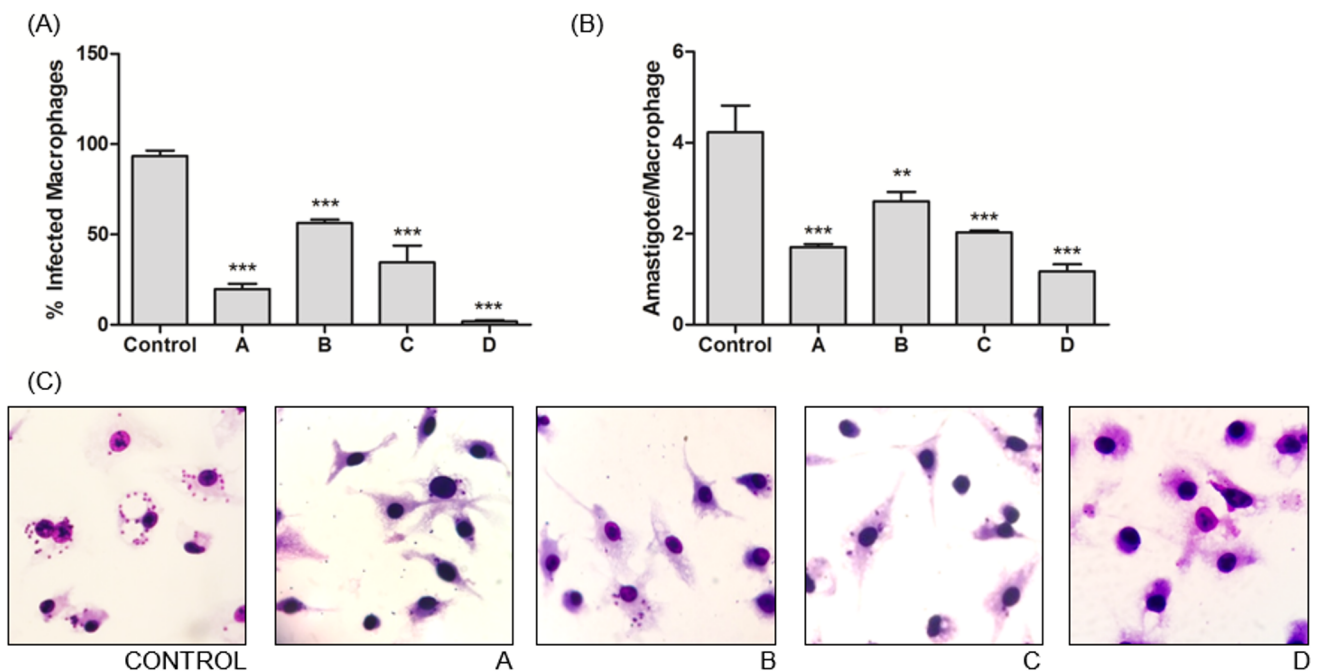 (A)
(B)
150
100
50
0
% Infected Macrophages
***
***
***
***
Control A B C D
6
4
2
0
Amastigote/Macrophage
***
**
***
***
Control A B C D
(C)
CONTROL
A
B
C
D